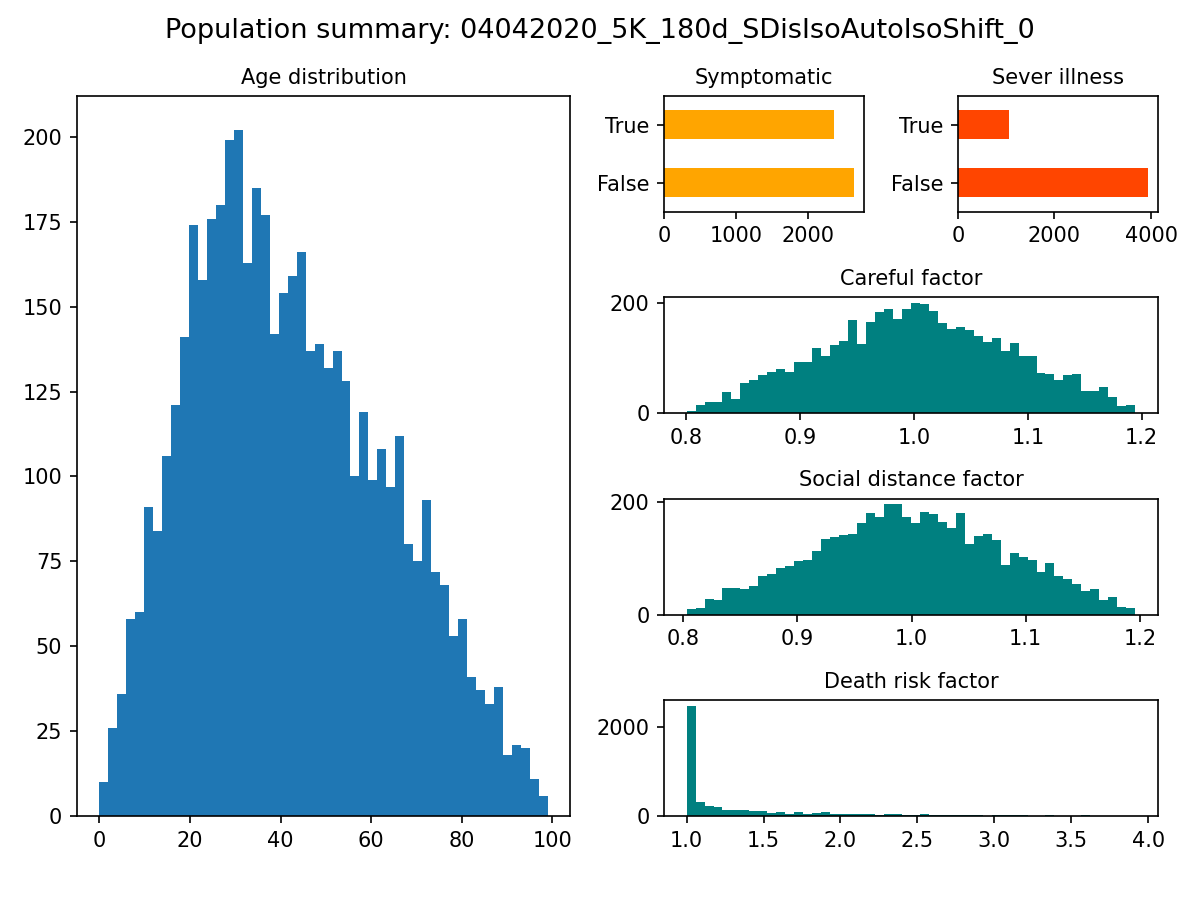 Population summary: 04042020_5K_180d_SDisIsoAutoIsoShift_0
Age distribution
200
175
150
125
100
75
50
25
0
0 20 40 60 80 100
Symptomatic
True
False
0 1000 2000
Sever illness
True
False
0 2000 4000
Careful factor
200
0
0.8 0.9 1.0 1.1 1.2
Social distance factor
200
0
0.8 0.9 1.0 1.1 1.2
Death risk factor
2000
0
1.0 1.5 2.0 2.5 3.0 3.5 4.0